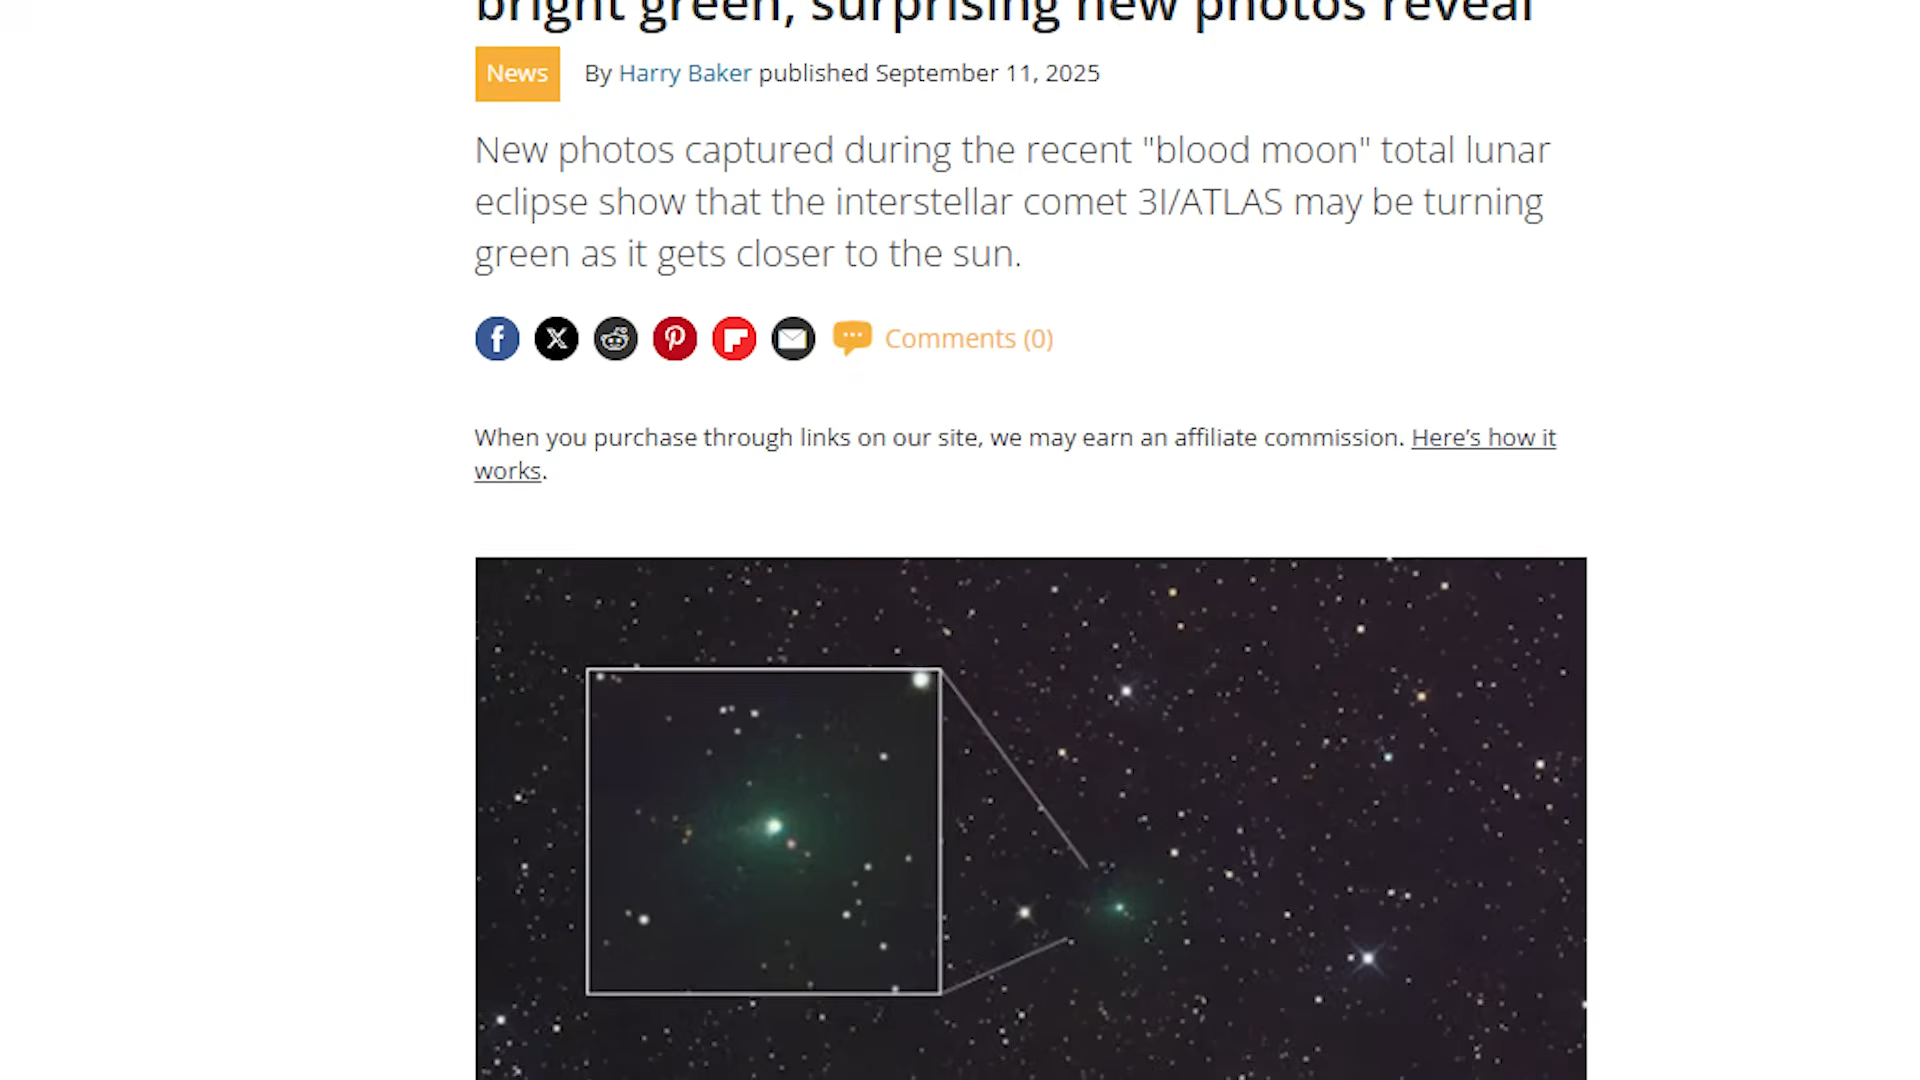 bright green, surprising new photos reveal
News By Harry Baker published September 11, 2025
New photos captured during the recent "blood moon" total lunar
eclipse show that the interstellar comet 3I/ATLAS may be turning
green as it gets closer to the sun.
Comments (0)
When you purchase through links on our site, we may earn an affiliate commission. Here’s how it
works.